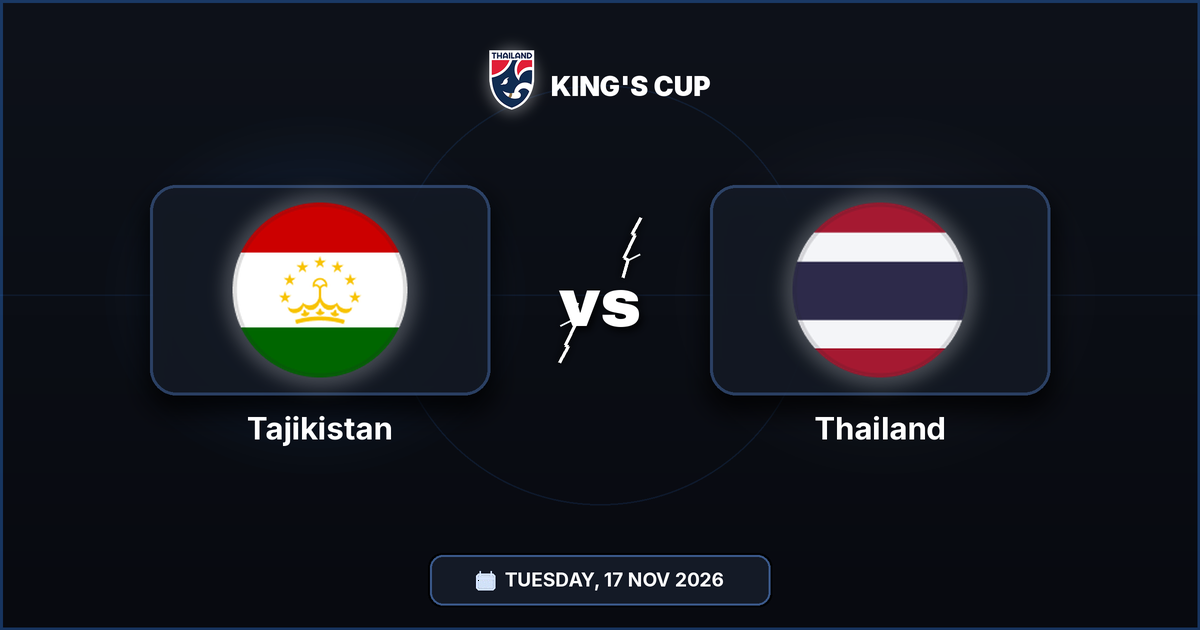 THAILAND
KING'S CUP
VS
Tajikistan
Thailand
TUESDAY, 17 NOV 2026